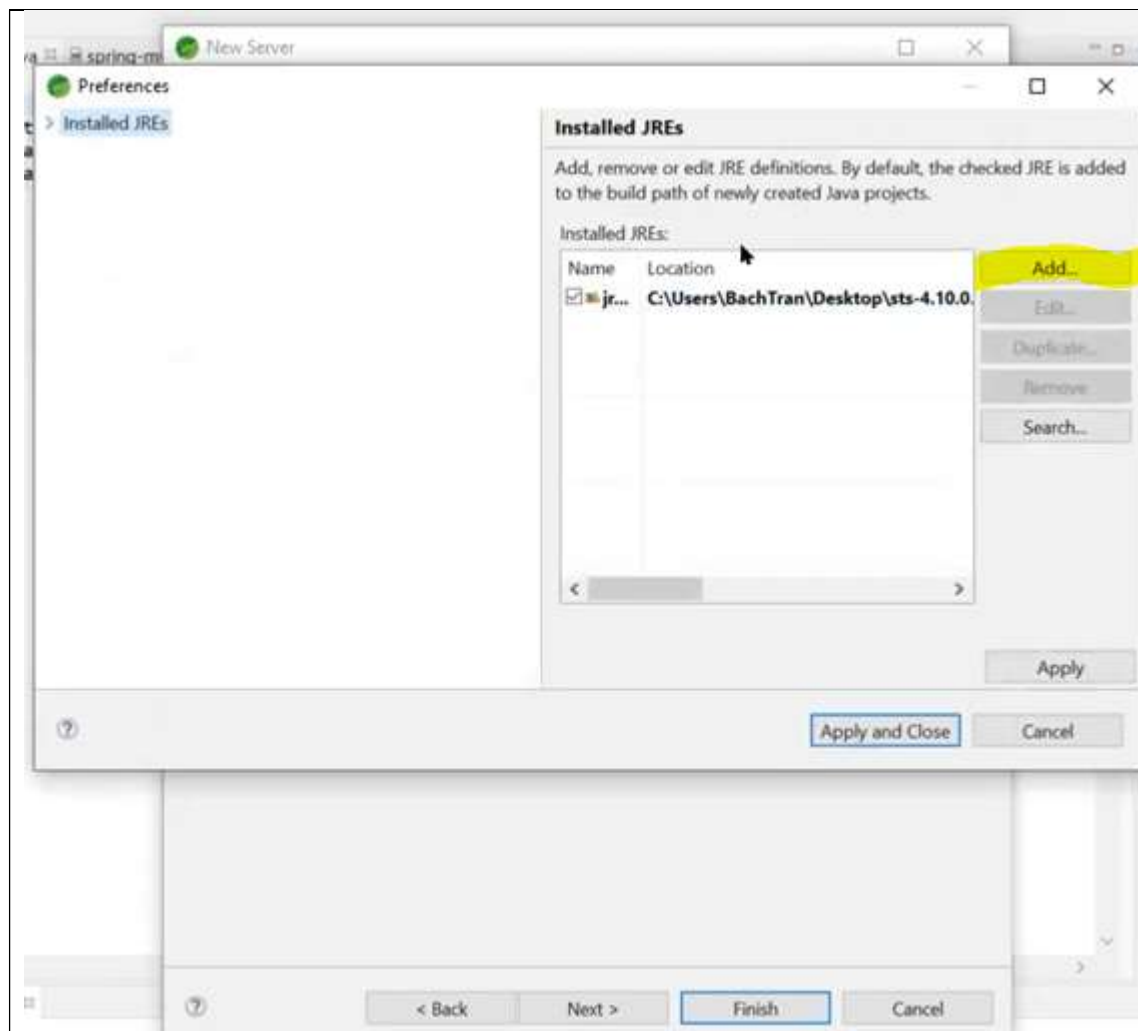 New Server
spring-m
Preferences
Installed JREs
Installed JREs
Add, remove or edit JRE definitions. By default, the checked JRE is added
to the build path of newly created Java projects.
Installed JREs:
Name Location
jr... C:\Users\BachTran\Desktop\sts-4.10.0.
Add...
Edit...
Duplicate...
Remove
Search...
Apply
Apply and Close
Cancel
< Back
Next >
Finish
Cancel